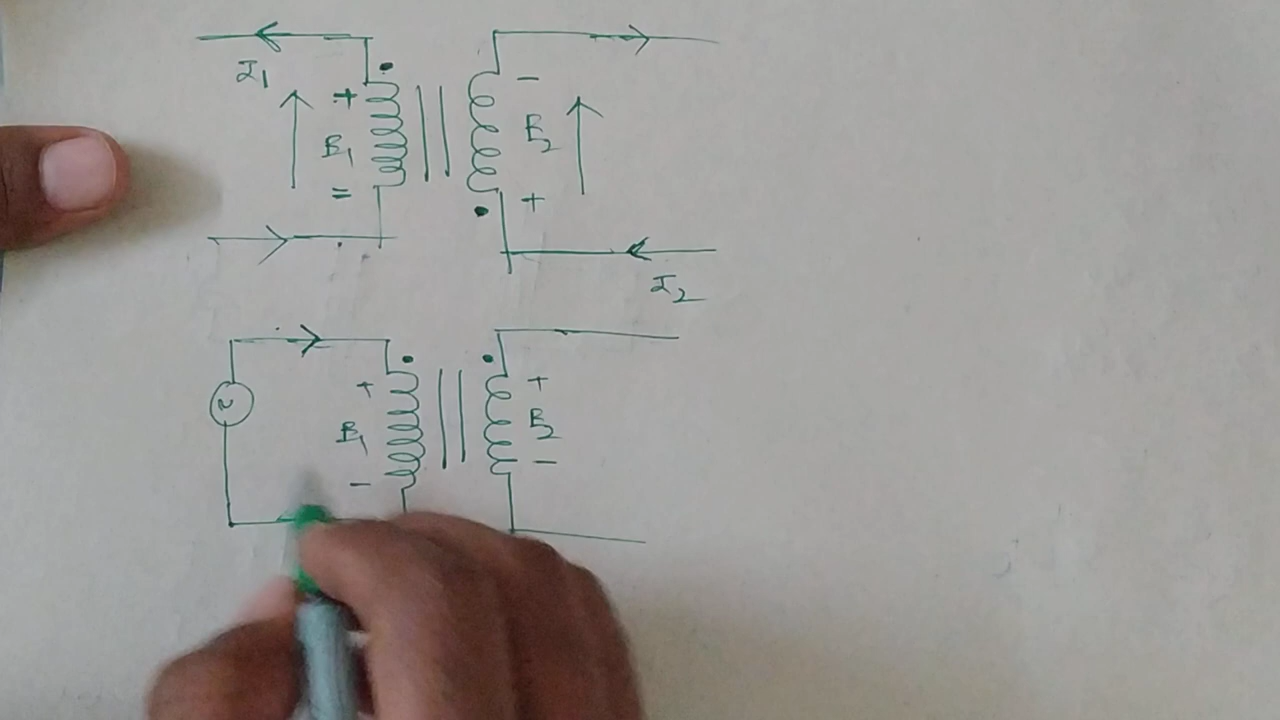 I1
+ -
E1 E2
= +
I2
+ +
E1 E2
- -